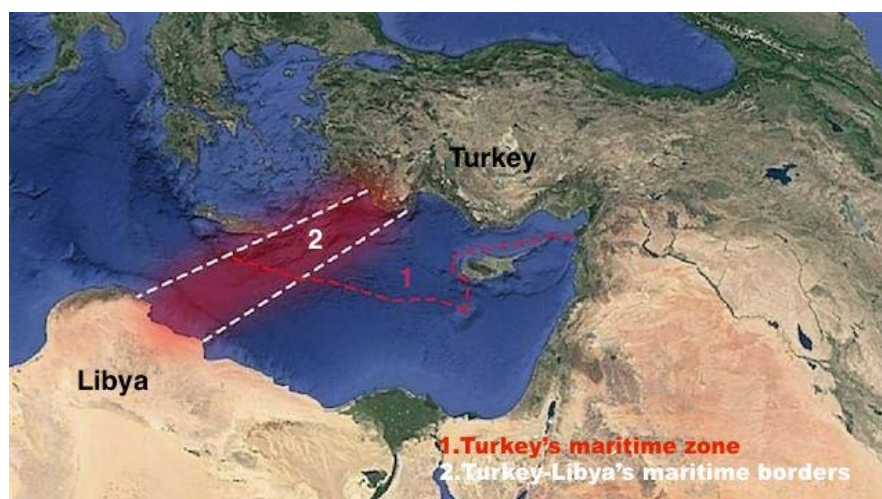 Turkey
2
1
Libya
1.Turkey's maritime zone
2.Turkey-Libya's maritime borders